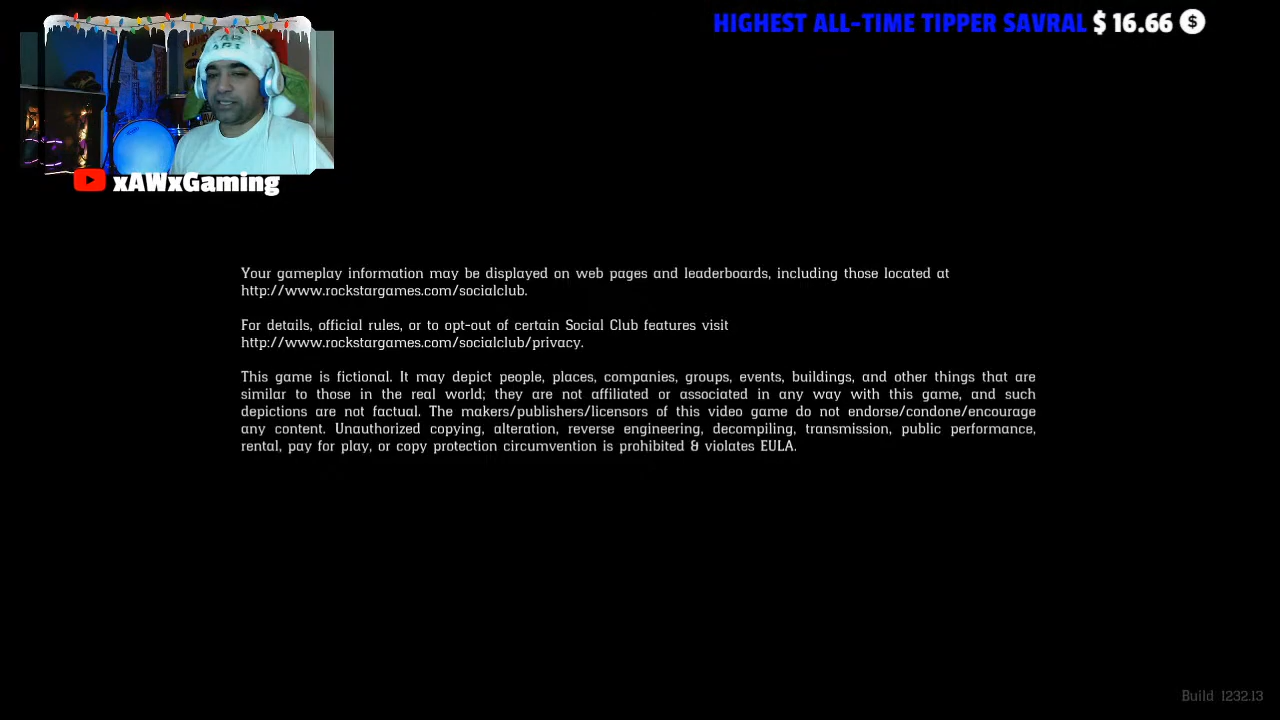 HIGHEST ALL-TIME TIPPER SAVRAL $ 16.66 $
xAWxGaming
Your gameplay information may be displayed on web pages and leaderboards, including those located at
http://www.rockstargames.com/socialclub.
For details, official rules, or to opt-out of certain Social Club features visit
http://www.rockstargames.com/socialclub/privacy.
This game is fictional. It may depict people, places, companies, groups, events, buildings, and other things that are
similar to those in the real world; they are not affiliated or associated in any way with this game, and such
depictions are not factual. The makers/publishers/licensors of this video game do not endorse/condone/encourage
any content. Unauthorized copying, alteration, reverse engineering, decompiling, transmission, public performance,
rental, pay for play, or copy protection circumvention is prohibited & violates EULA.
Build 1232.13